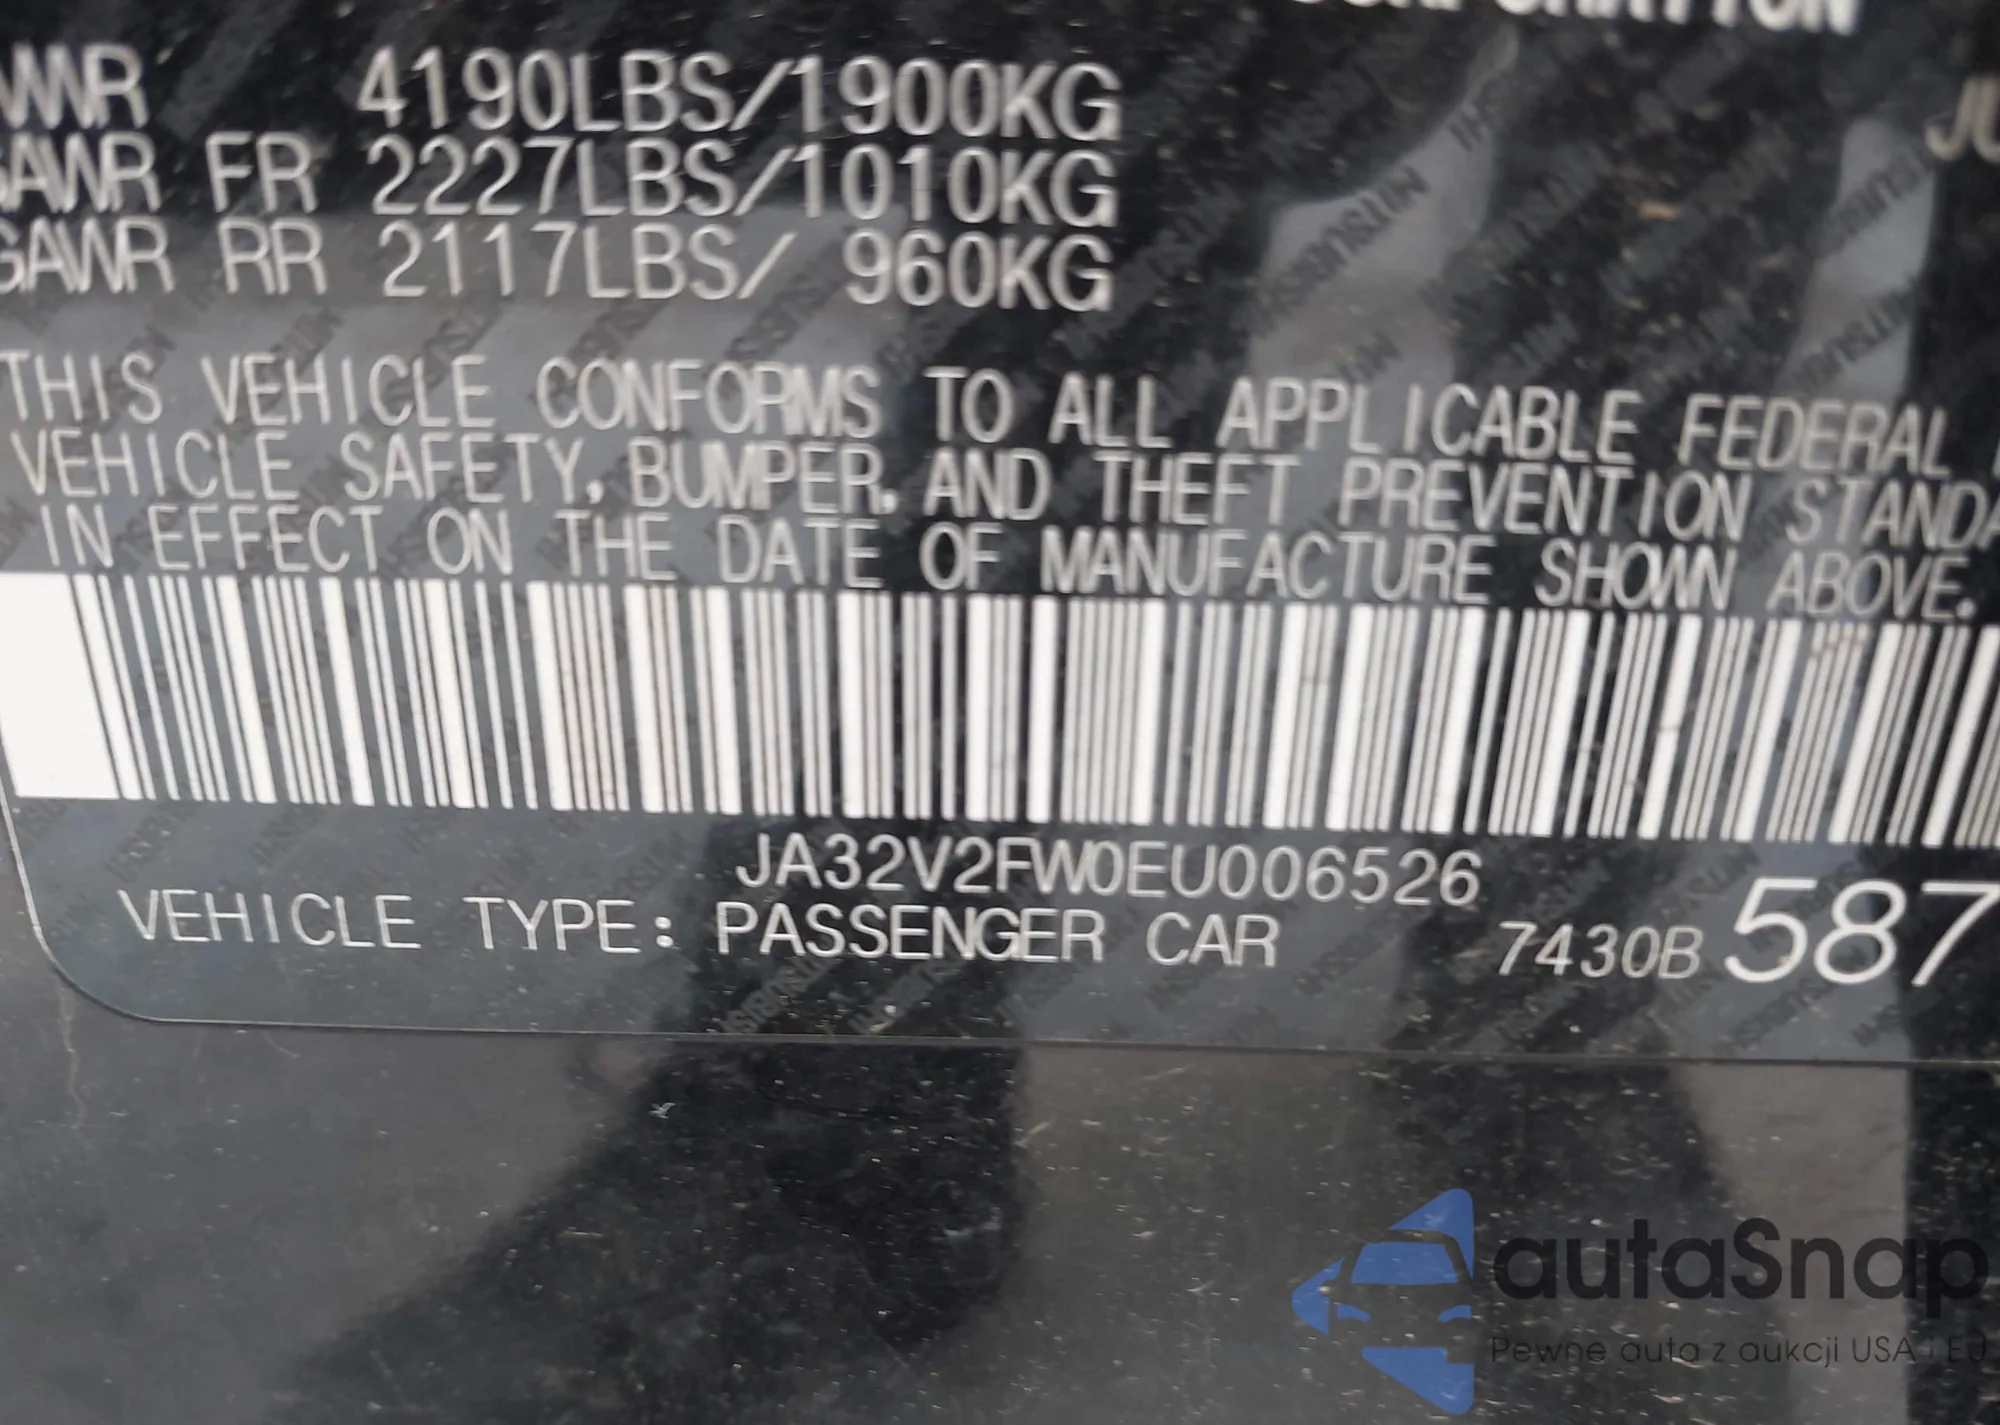 CORPORATION
4190LBS/1900KG
GAWR FR 2227LBS/1010KG
GAWR RR 2117LBS/ 960KG
THIS VEHICLE CONFORMS TO ALL APPLICABLE FEDERAL
VEHICLE SAFETY, BUMPER, AND THEFT PREVENTION STANDA
IN EFFECT ON THE DATE OF MANUFACTURE SHOWN ABOVE.
JA32V2FW0EU006526
VEHICLE TYPE: PASSENGER CAR 7430B 587
autaSnap
Pewne auta z aukcji USA i EU